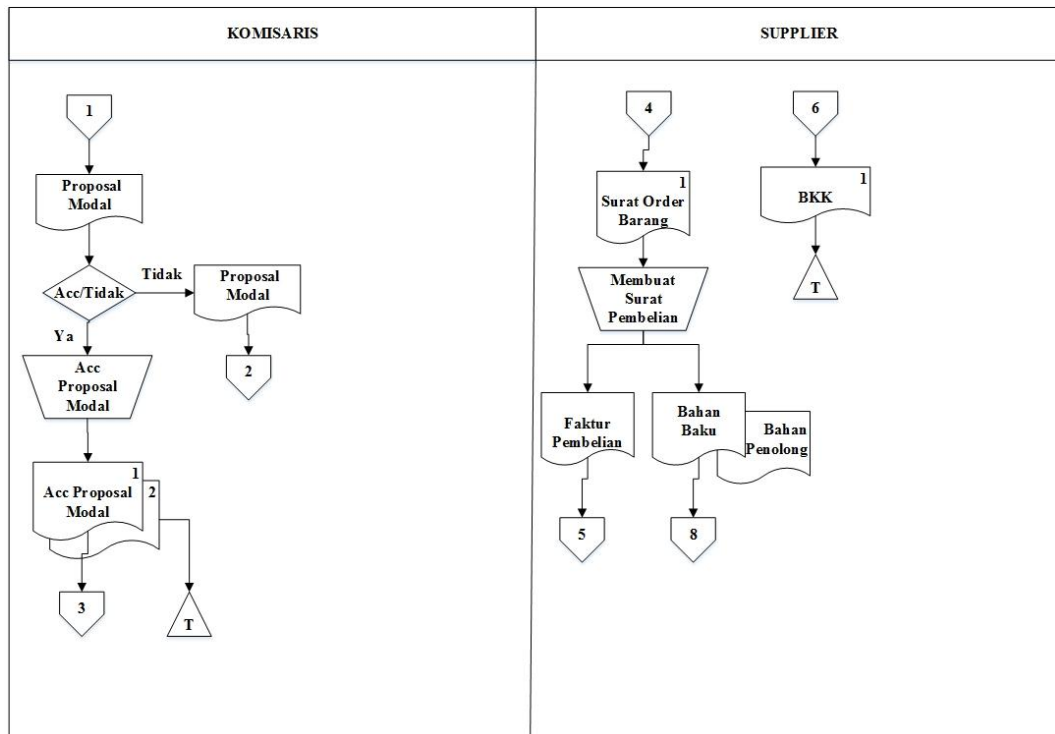 KOMISARIS
1
Proposal
Modal
Acc/Tidak
Tidak
Proposal
Modal
2
Ya
Acc
Proposal
Modal
1
2
Acc Proposal
Modal
3
T
SUPPLIER
4
1
Surat Order
Barang
Membuat
Surat
Pembelian
Faktur
Pembelian
5
Bahan
Baku
Bahan
Penolong
8
6
1
BKK
T